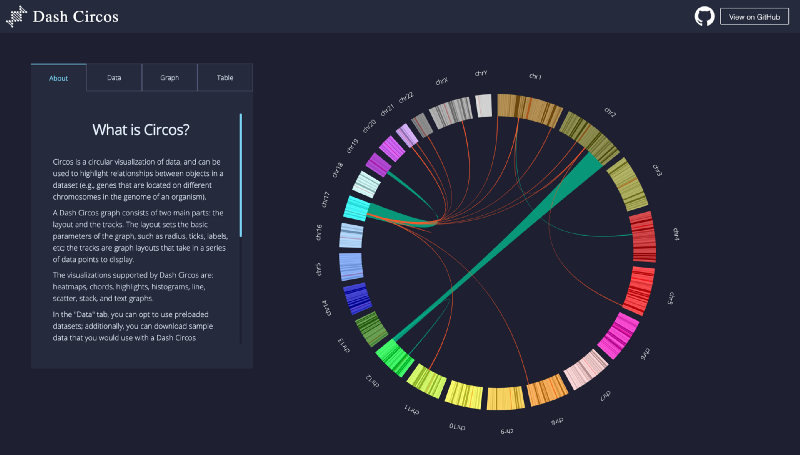 Dash Circos
View on GitHub
About
Data
Graph
Table
What is Circos?
Circos is a circular visualization of data, and can be
used to highlight relationships between objects in a
dataset (e.g., genes that are located on different
chromosomes in the genome of an organism).
A Dash Circos graph consists of two main parts: the
layout and the tracks. The layout sets the basic
parameters of the graph, such as radius, ticks, labels,
etc; the tracks are graph layouts that take in a series
of data points to display.
The visualizations supported by Dash Circos are:
heatmaps, chords, highlights, histograms, line,
scatter, stack, and text graphs.
In the "Data" tab, you can opt to use preloaded
datasets; additionally, you can download sample
data that you would use with a Dash Circos
chr1
chr2
chr3
chr4
chr5
chr6
chr7
chr8
chr9
chr10
chr11
chr12
chr13
chr14
chr15
chr16
chr17
chr18
chr19
chr20
chr21
chr22
chrX
chrY